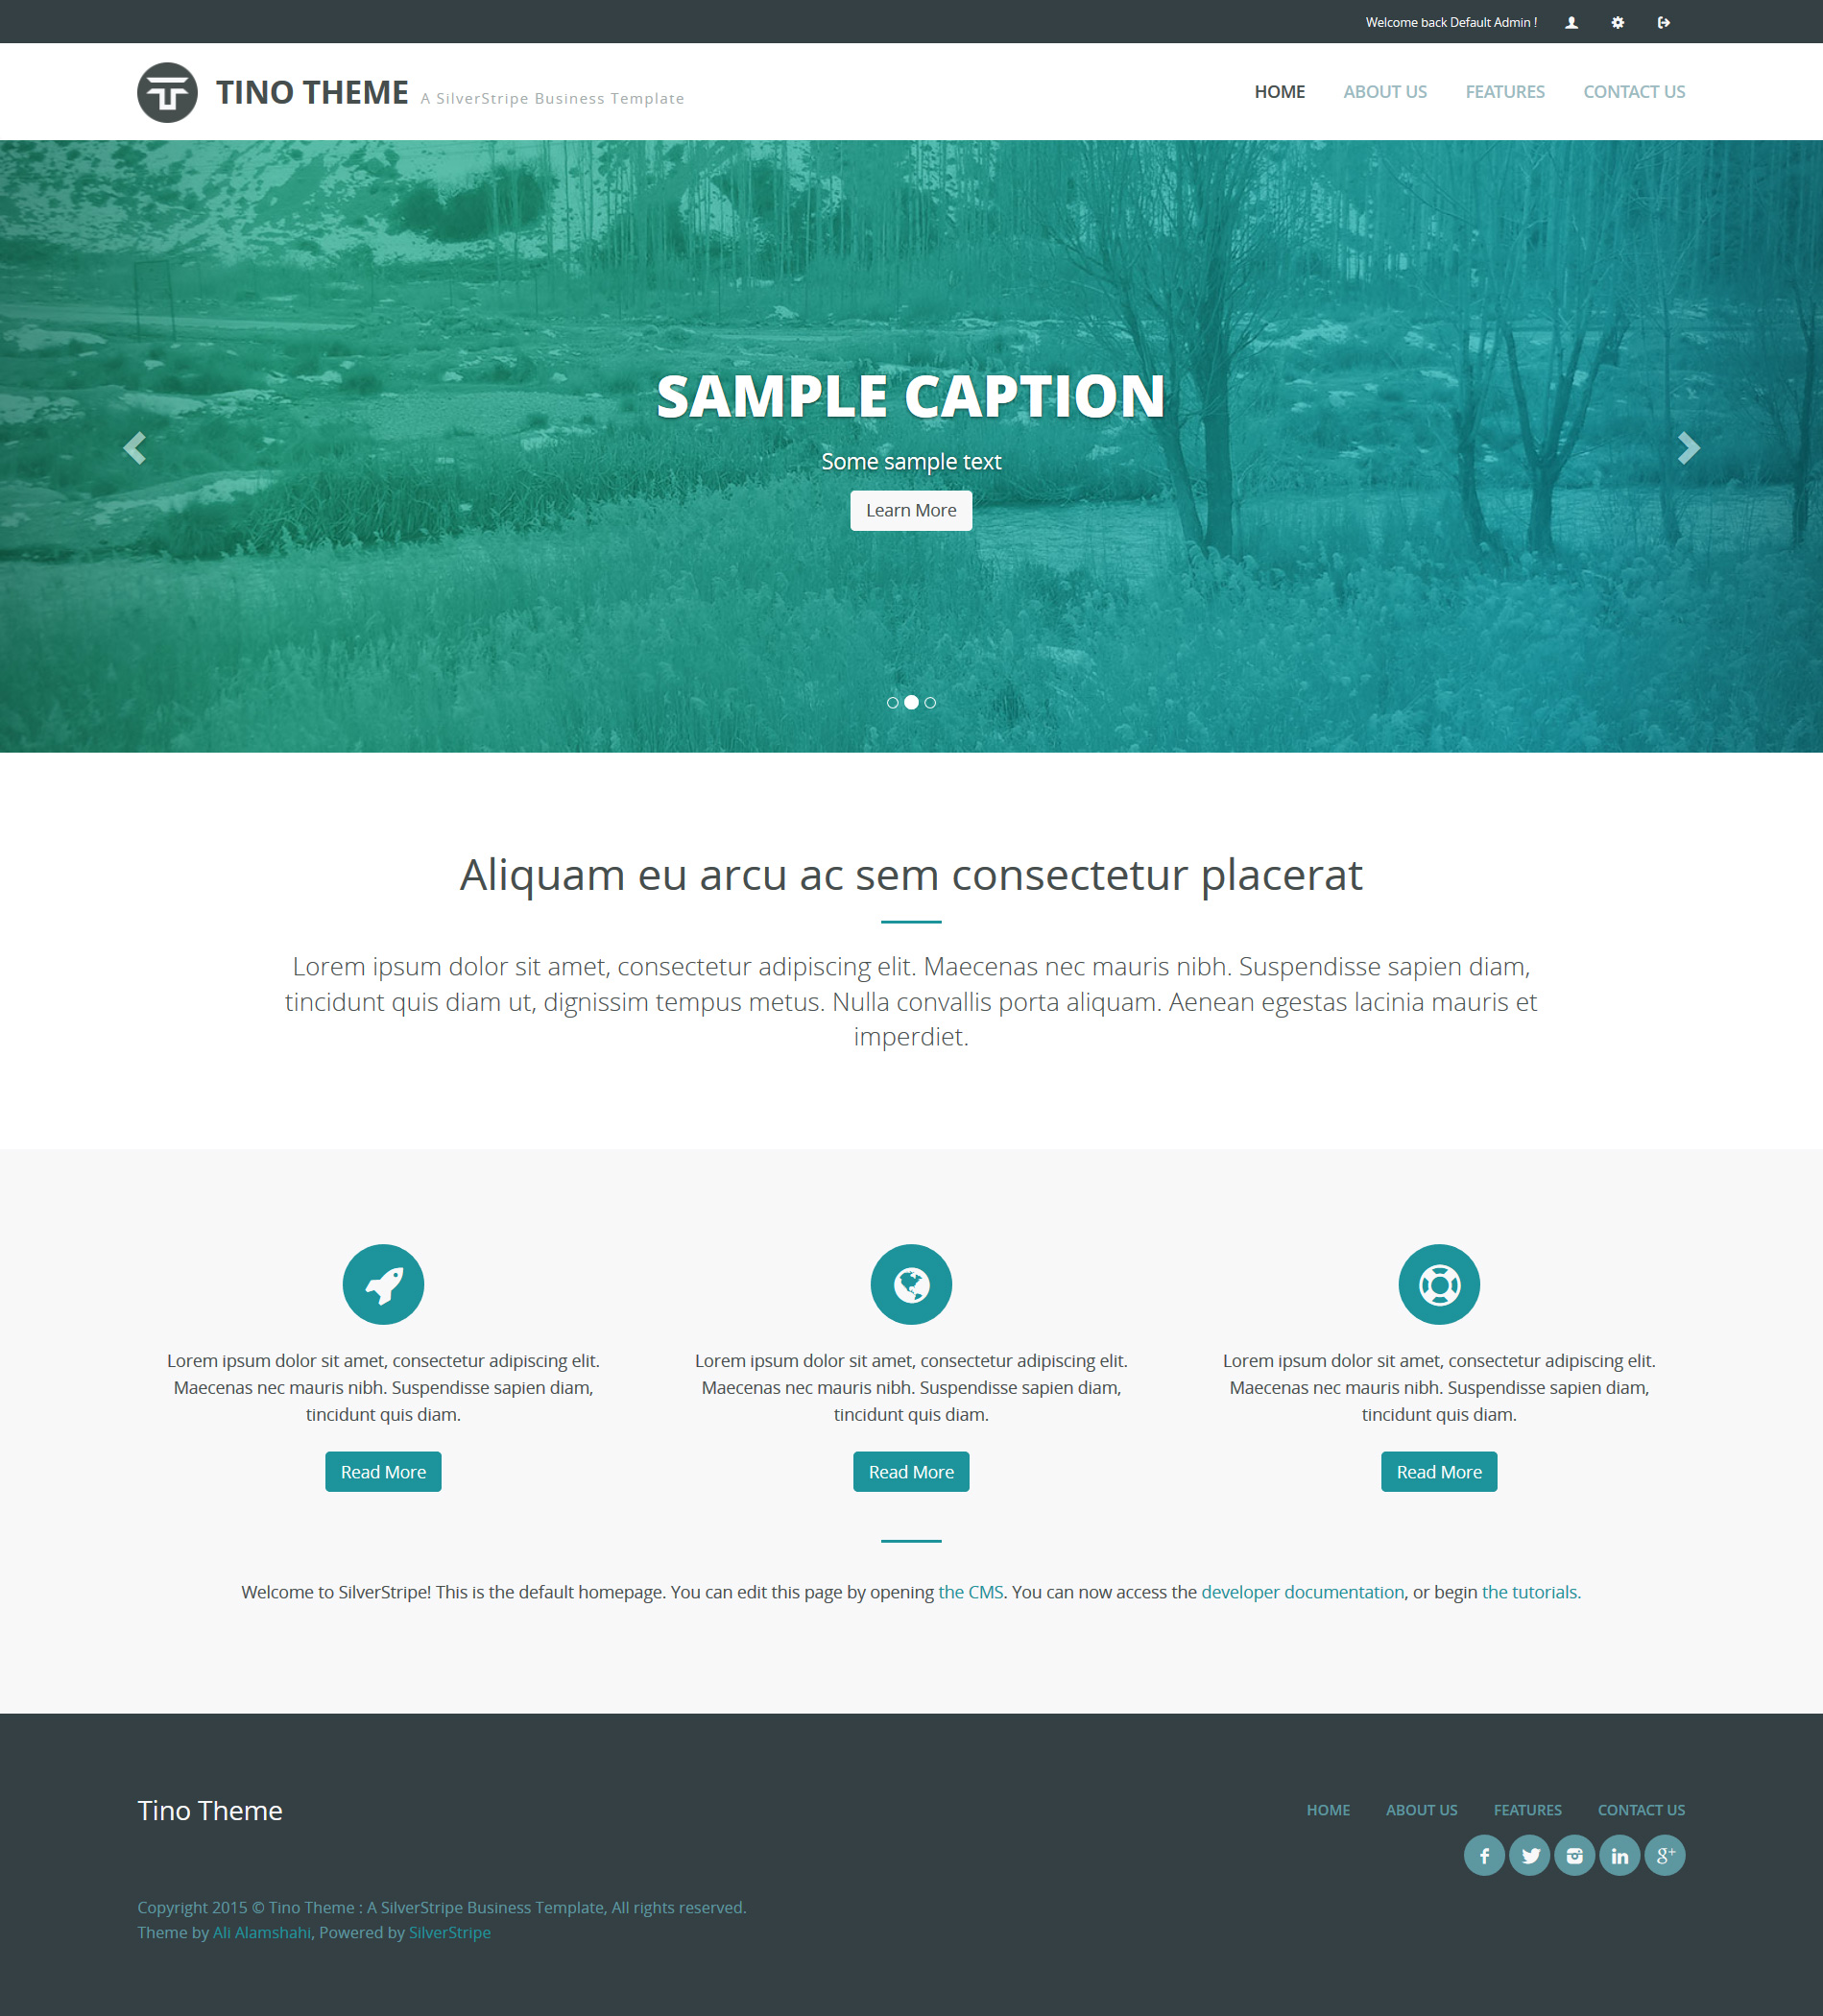 Welcome back Default Admin !
TINO THEME A SilverStripe Business Template
HOME ABOUT US FEATURES CONTACT US
SAMPLE CAPTION
Some sample text
Learn More
Aliquam eu arcu ac sem consectetur placerat
Lorem ipsum dolor sit amet, consectetur adipiscing elit. Maecenas nec mauris nibh. Suspendisse sapien diam,
tincidunt quis diam ut, dignissim tempus metus. Nulla convallis porta aliquam. Aenean egestas lacinia mauris et
imperdiet.
Lorem ipsum dolor sit amet, consectetur adipiscing elit.
Maecenas nec mauris nibh. Suspendisse sapien diam,
tincidunt quis diam.
Read More
Lorem ipsum dolor sit amet, consectetur adipiscing elit.
Maecenas nec mauris nibh. Suspendisse sapien diam,
tincidunt quis diam.
Read More
Lorem ipsum dolor sit amet, consectetur adipiscing elit.
Maecenas nec mauris nibh. Suspendisse sapien diam,
tincidunt quis diam.
Read More
Welcome to SilverStripe! This is the default homepage. You can edit this page by opening the CMS. You can now access the developer documentation, or begin the tutorials.
Tino Theme
HOME ABOUT US FEATURES CONTACT US
Copyright 2015 © Tino Theme : A SilverStripe Business Template, All rights reserved.
Theme by Ali Alamshahi, Powered by SilverStripe